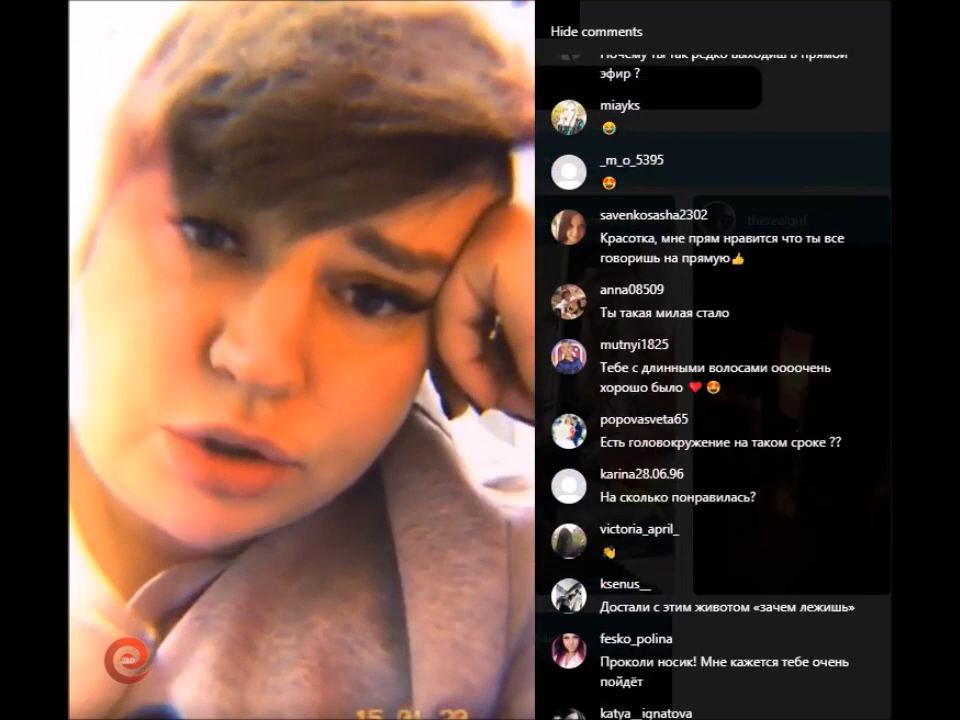 Hide comments
Почему ты так редко выходиш в прямой
эфир ?
miayks
😂
_m_o_5395
😍
savenkosasha2302
Красотка, мне прям нравится что ты все
говоришь на прямую👍
anna08509
Ты такая милая стало
mutnyi1825
Тебе с длинными волосами оооочень
хорошо было ❤️😍
popovasveta65
Есть головокружение на таком сроке ??
karina28.06.96
На сколько понравилась?
victoria_april_
👏
ksenus__
Достали с этим животом «зачем лежишь»
fesko_polina
Проколи носик! Мне кажется тебе очень
пойдёт
katya__ignatova